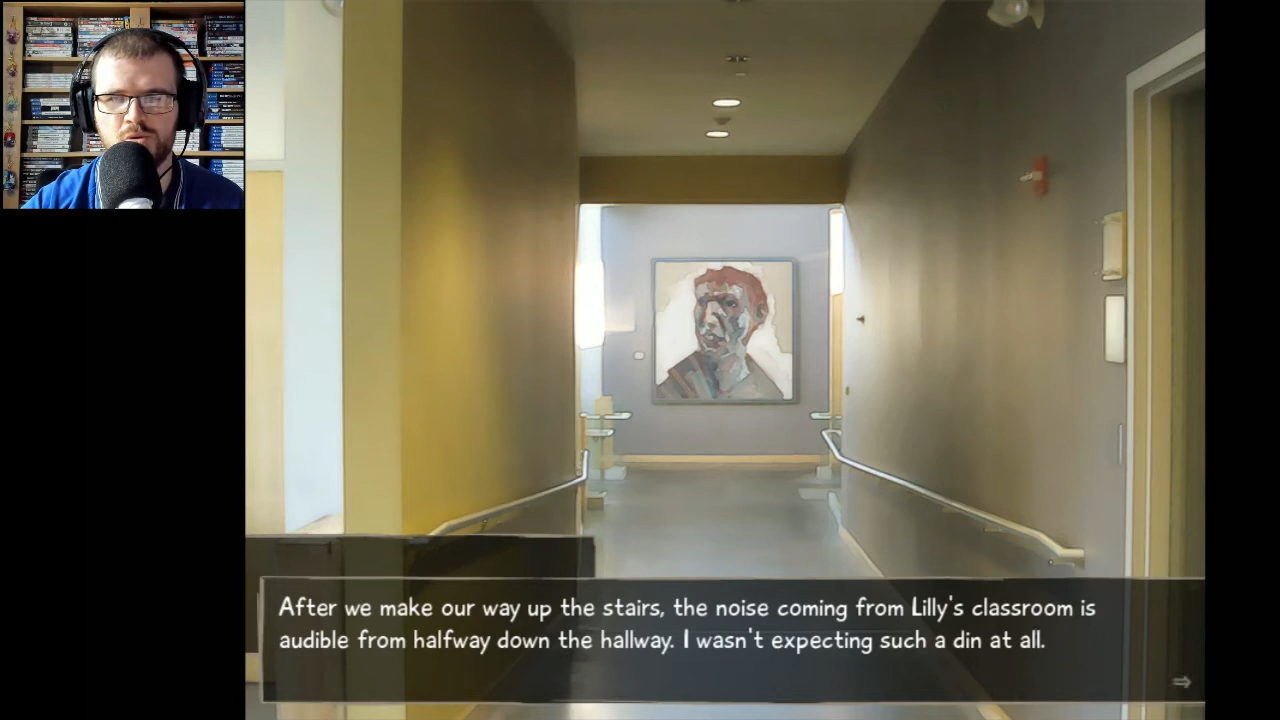 After we make our way up the stairs, the noise coming from Lilly's classroom is
audible from halfway down the hallway. I wasn't expecting such a din at all.